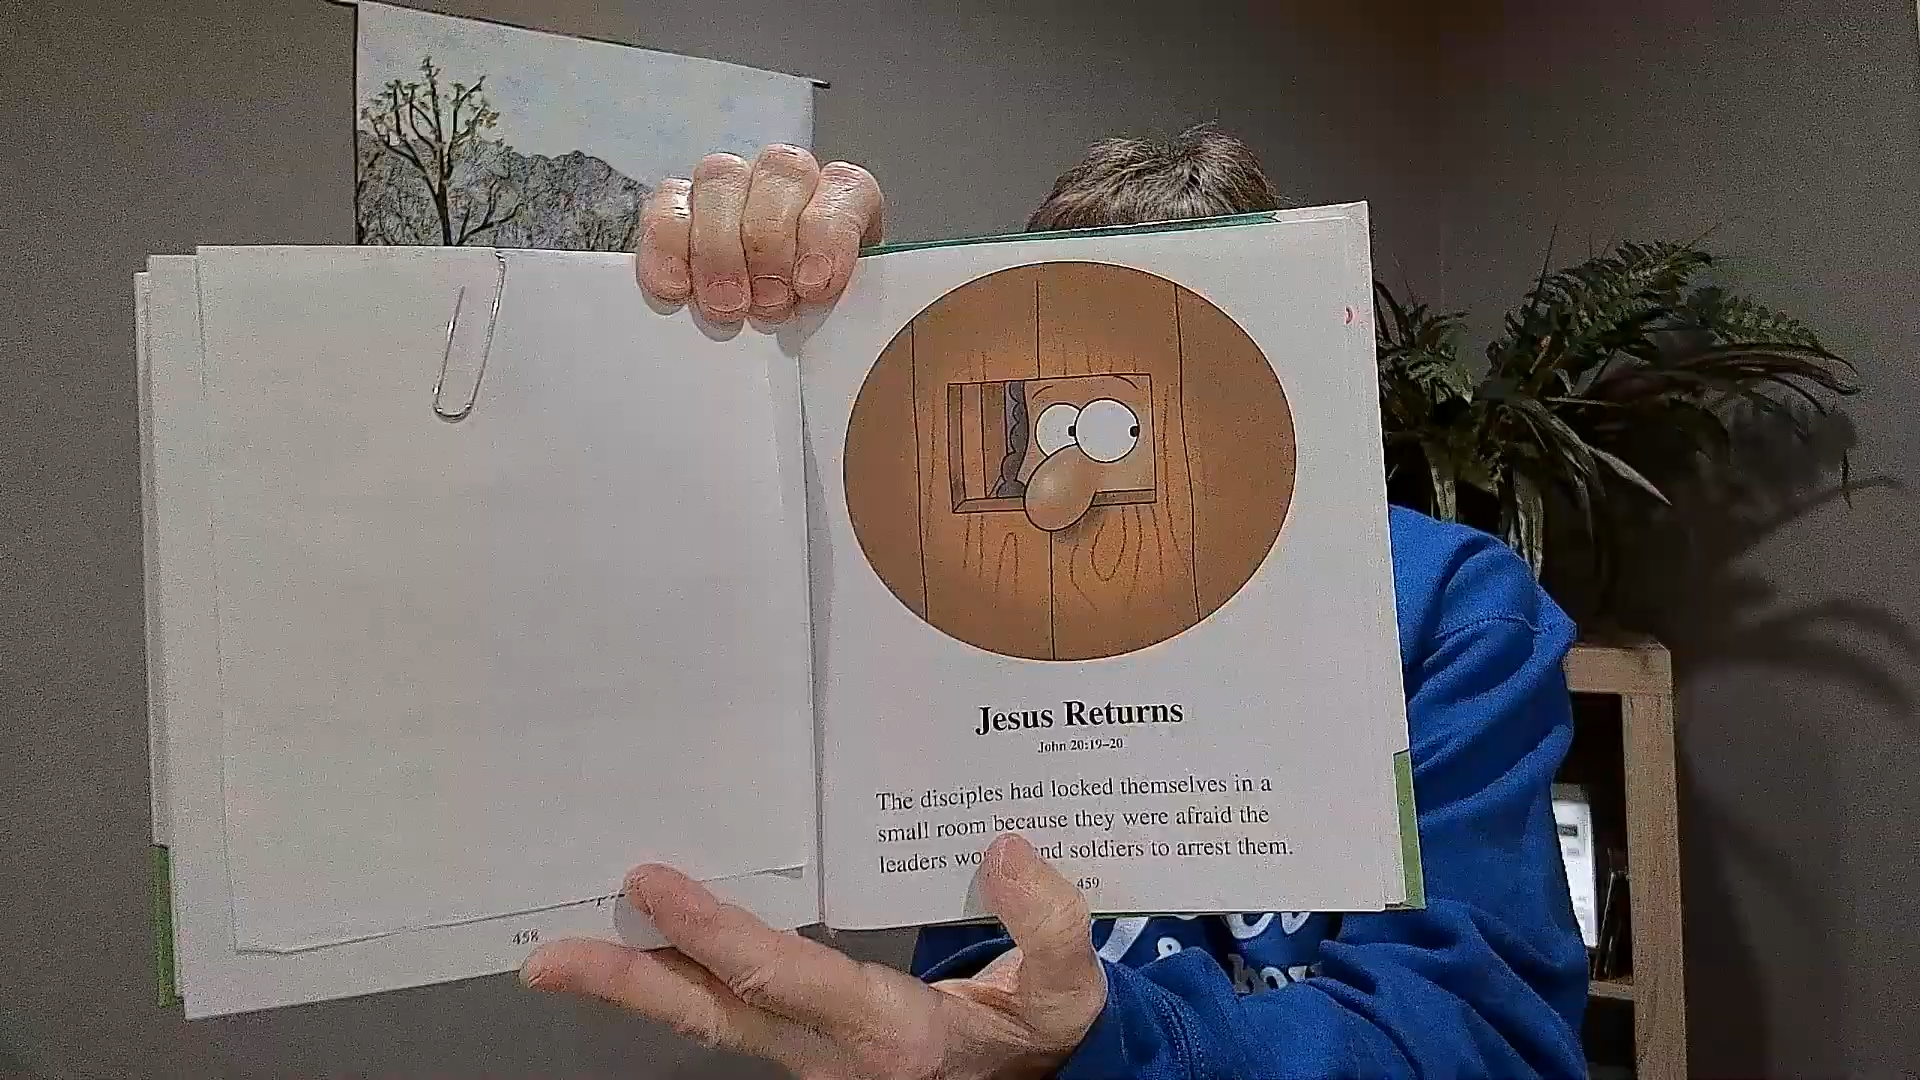 Jesus Returns
John 20:19–20
The disciples had locked themselves in a
small room because they were afraid the
leaders soldiers to arrest them.
458
459
&